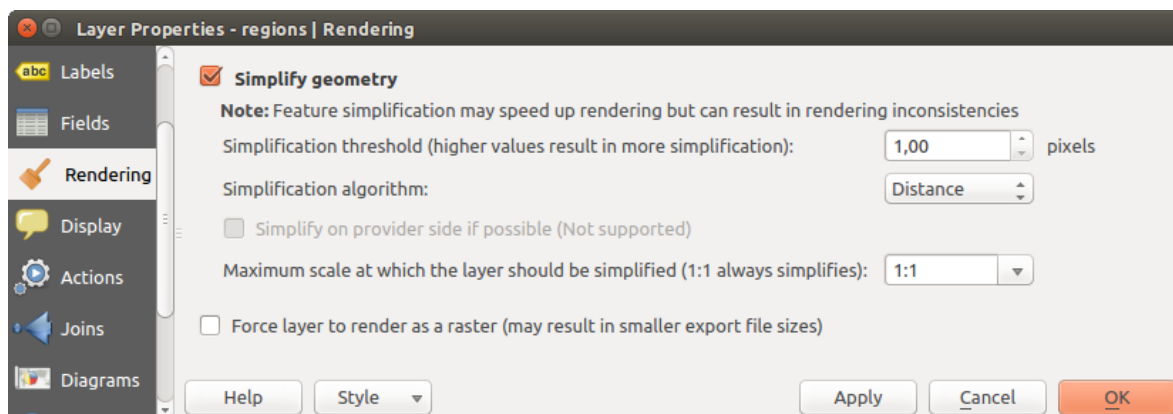 Layer Properties - regions | Rendering
abc Labels
Fields
Rendering
Display
Actions
Joins
Diagrams
Simplify geometry
Note: Feature simplification may speed up rendering but can result in rendering inconsistencies
Simplification threshold (higher values result in more simplification): 1,00 pixels
Simplification algorithm: Distance
Simplify on provider side if possible (Not supported)
Maximum scale at which the layer should be simplified (1:1 always simplifies): 1:1
Force layer to render as a raster (may result in smaller export file sizes)
Help Style Apply Cancel OK